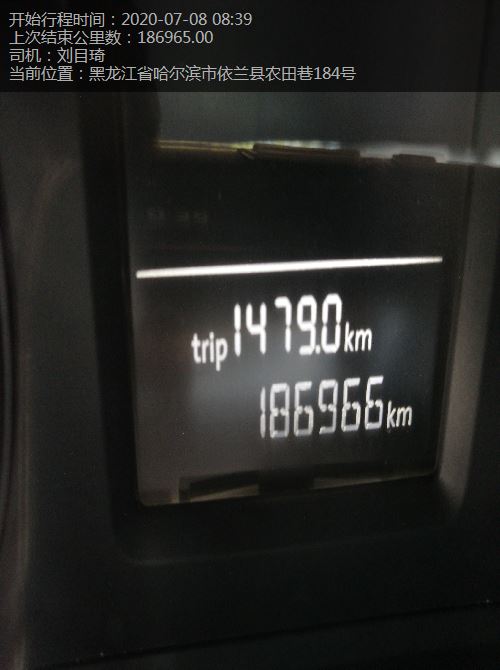 开始行程时间：2020-07-08 08:39
上次结束公里数：186965.00
司机：刘目琦
当前位置：黑龙江省哈尔滨市依兰县农田巷184号
trip 1479.0 km
186966 km